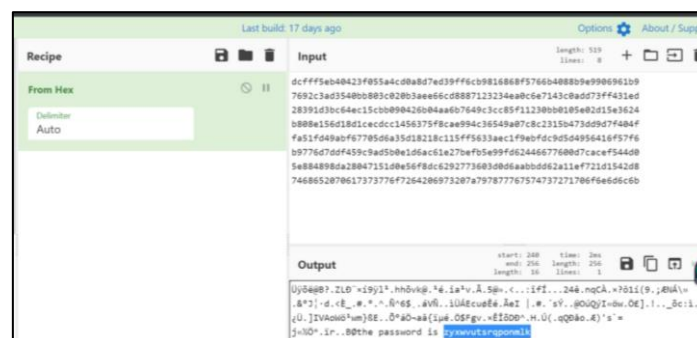 Last build: 17 days ago
Options
About / Supp
Recipe
Input
length: 519
lines: 8
From Hex
Delimiter
Auto
dcfff5eb40423f055a4cd0a8d7ed39ff6cb9816868f5766b4088b9e9906961b9
7692c3ad3540bb803c020b3aee66cd8887123234ea0c6e7143c0add73ff431ed
28391d3bc64ec15cbb090426b04aa6b7649c3cc85f11230bb0105e02d15e3624
b808e156d18d1cecdcc1456375f8cae994c36549a07c8c2315b473dd9d7f404f
fa51fd49abf67705d6a35d18218c115ff5633aec1f9ebfdc9d5d4956416f57f6
b9776d7ddf459c9ad5b0e1d6ac61e27befb5e99fd62446677600d7cacef544d0
5e884898da28047151d0e56f8dc6292773603d0d6aabbdd62a11ef721d1542d8
7468652070617373776f7264206973207a797877767574737271706f6e6d6c6b
Output
start: 240
end: 256
length: 16
time: 2ms
length: 256
lines: 1
the password is zyxwvutsrqponmlk